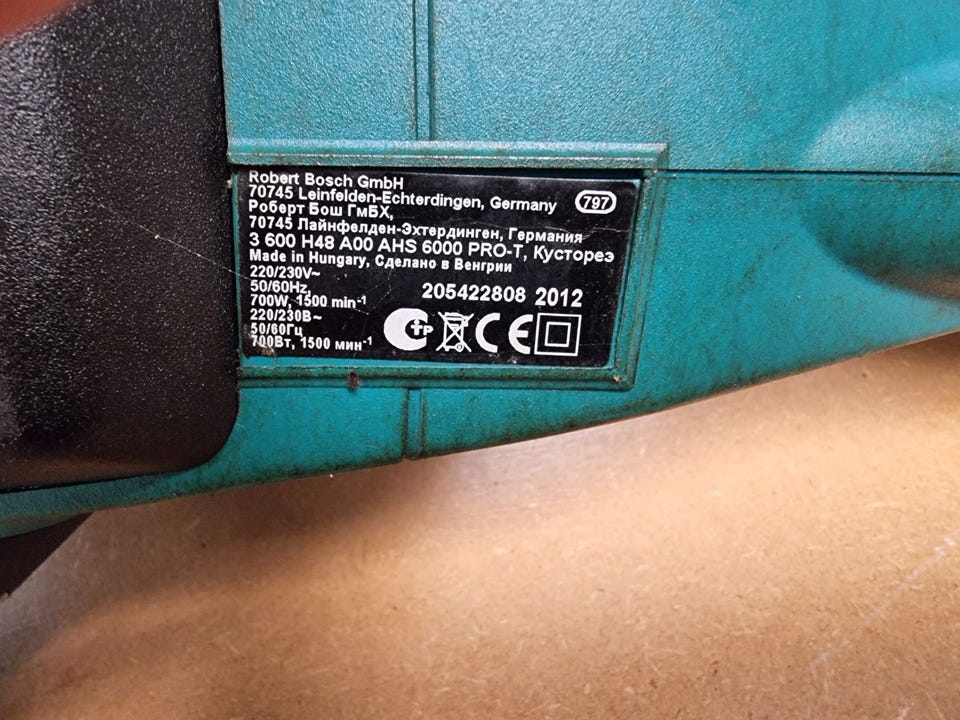 Robert Bosch GmbH
70745 Leinfelden-Echterdingen, Germany 797
Роберт Бош ГмБХ,
70745 Лайнфелден-Эхтердинген, Германия
3 600 H48 A00 AHS 6000 PRO-T, Кусторез
Made in Hungary, Сделано в Венгрии
220/230V~
50/60Hz, 205422808 2012
700W, 1500 min-1
220/230В~
50/60Гц
700Вт, 1500 мин-1